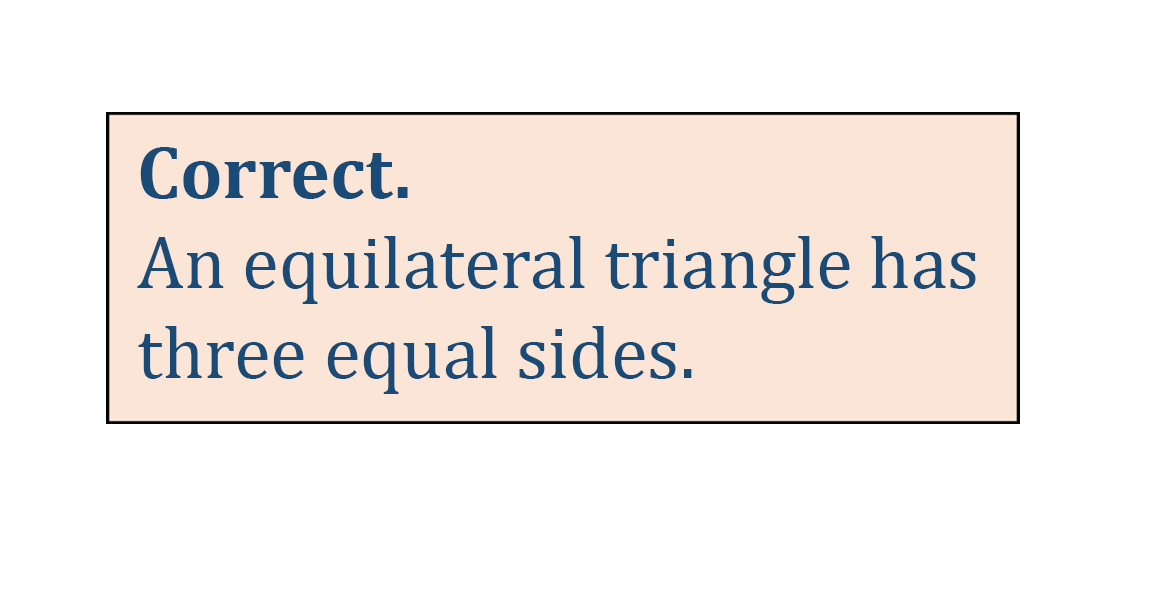 Correct.
An equilateral triangle has
three equal sides.